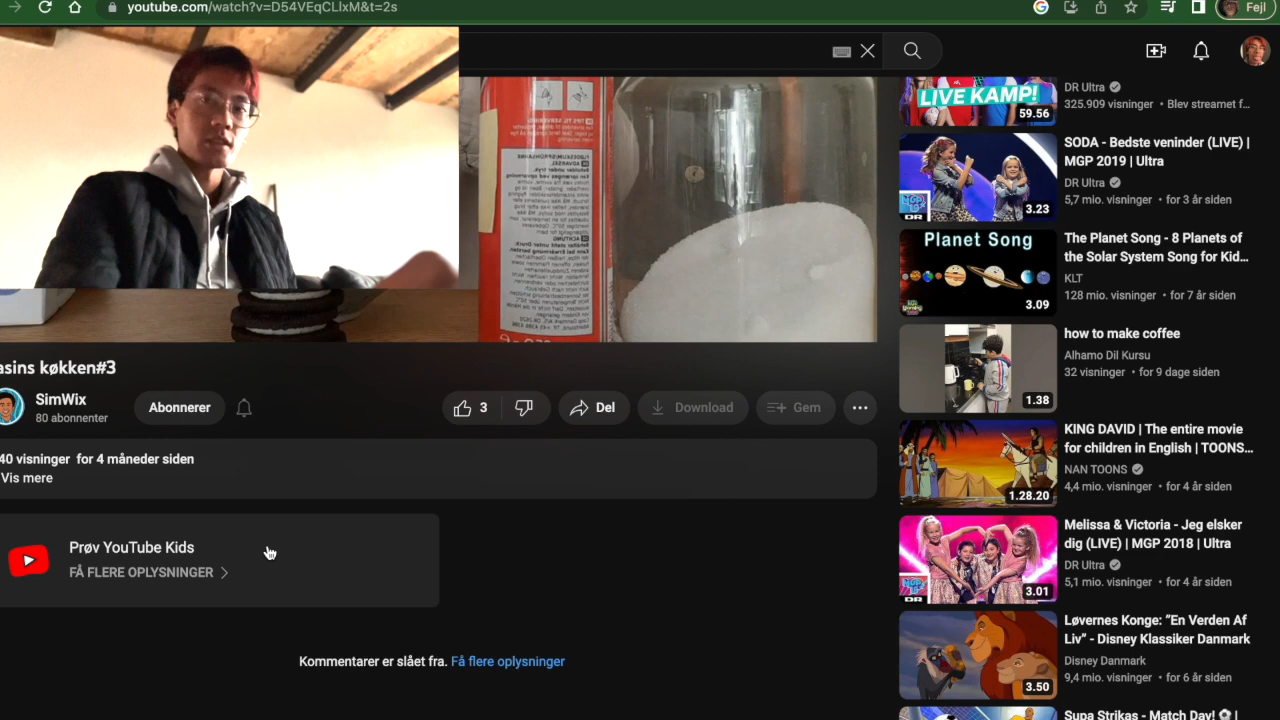 youtube.com/watch?v=D54VEqCLIxM&t=2s
Fejl
LIVE KAMP!
59.56
DR Ultra
325.909 visninger • Blev streamet f...
SODA - Bedste veninder (LIVE) |
MGP 2019 | Ultra
DR Ultra
5,7 mio. visninger • for 3 år siden
MGP
DR
3.23
Planet Song
3.09
The Planet Song - 8 Planets of
the Solar System Song for Kid...
KLT
128 mio. visninger • for 7 år siden
how to make coffee
Alhamo Dil Kursu
32 visninger • for 9 dage siden
1.38
KING DAVID | The entire movie
for children in English | TOONS...
NAN TOONS
4,4 mio. visninger • for 4 år siden
1.28.20
Melissa & Victoria - Jeg elsker
dig (LIVE) | MGP 2018 | Ultra
DR Ultra
5,1 mio. visninger • for 4 år siden
MGP
DR
3.01
Løvernes Konge: ”En Verden Af
Liv” - Disney Klassiker Danmark
Disney Danmark
9,4 mio. visninger • for 6 år siden
3.50
Supa Strikas - Match Day! ⚽ |
asins køkken#3
SimWix
80 abonnenter
Abonnerer
3
Del
Download
Gem
40 visninger for 4 måneder siden
Vis mere
Prøv YouTube Kids
FÅ FLERE OPLYSNINGER
Kommentarer er slået fra. Få flere oplysninger